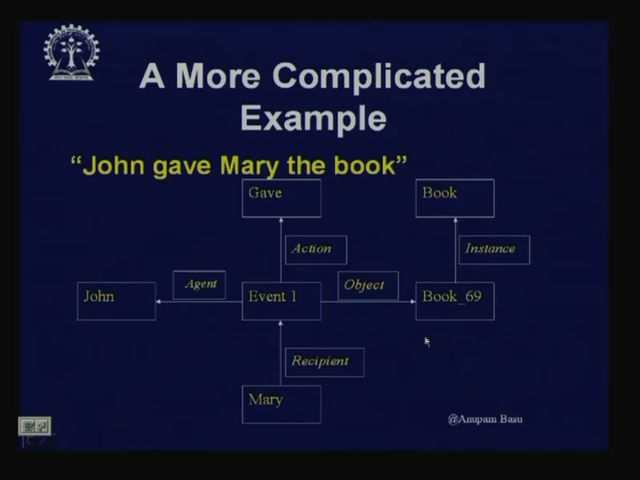 A More Complicated
Example
“John gave Mary the book”
Gave
Book
Action
Instance
Agent
Object
John
Event 1
Book_69
Recipient
Mary
@Anupam Basu